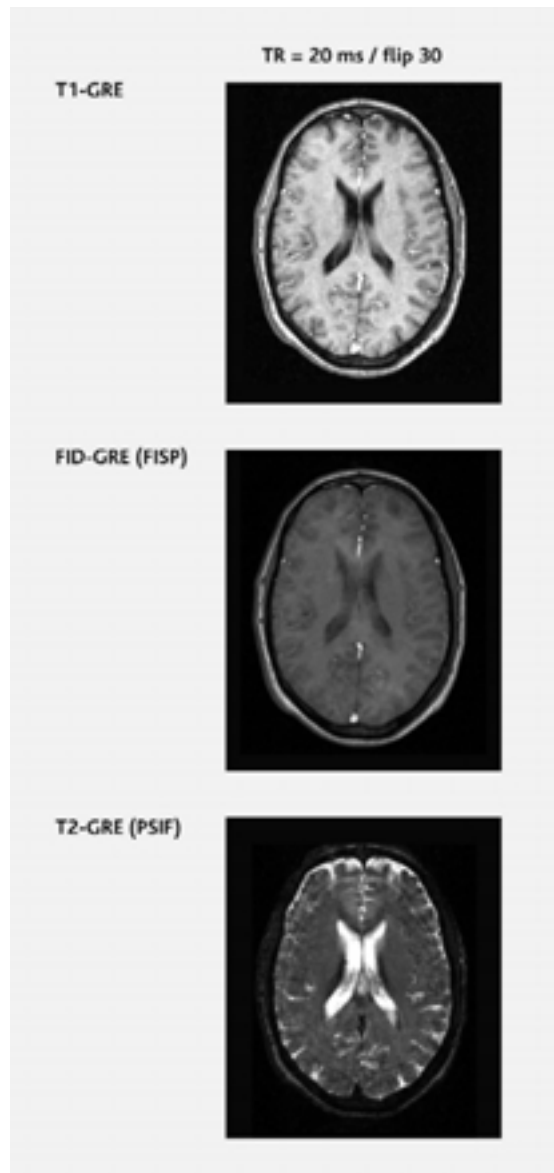 TR = 20 ms / flip 30
T1-GRE
FID-GRE (FISP)
T2-GRE (PSIF)